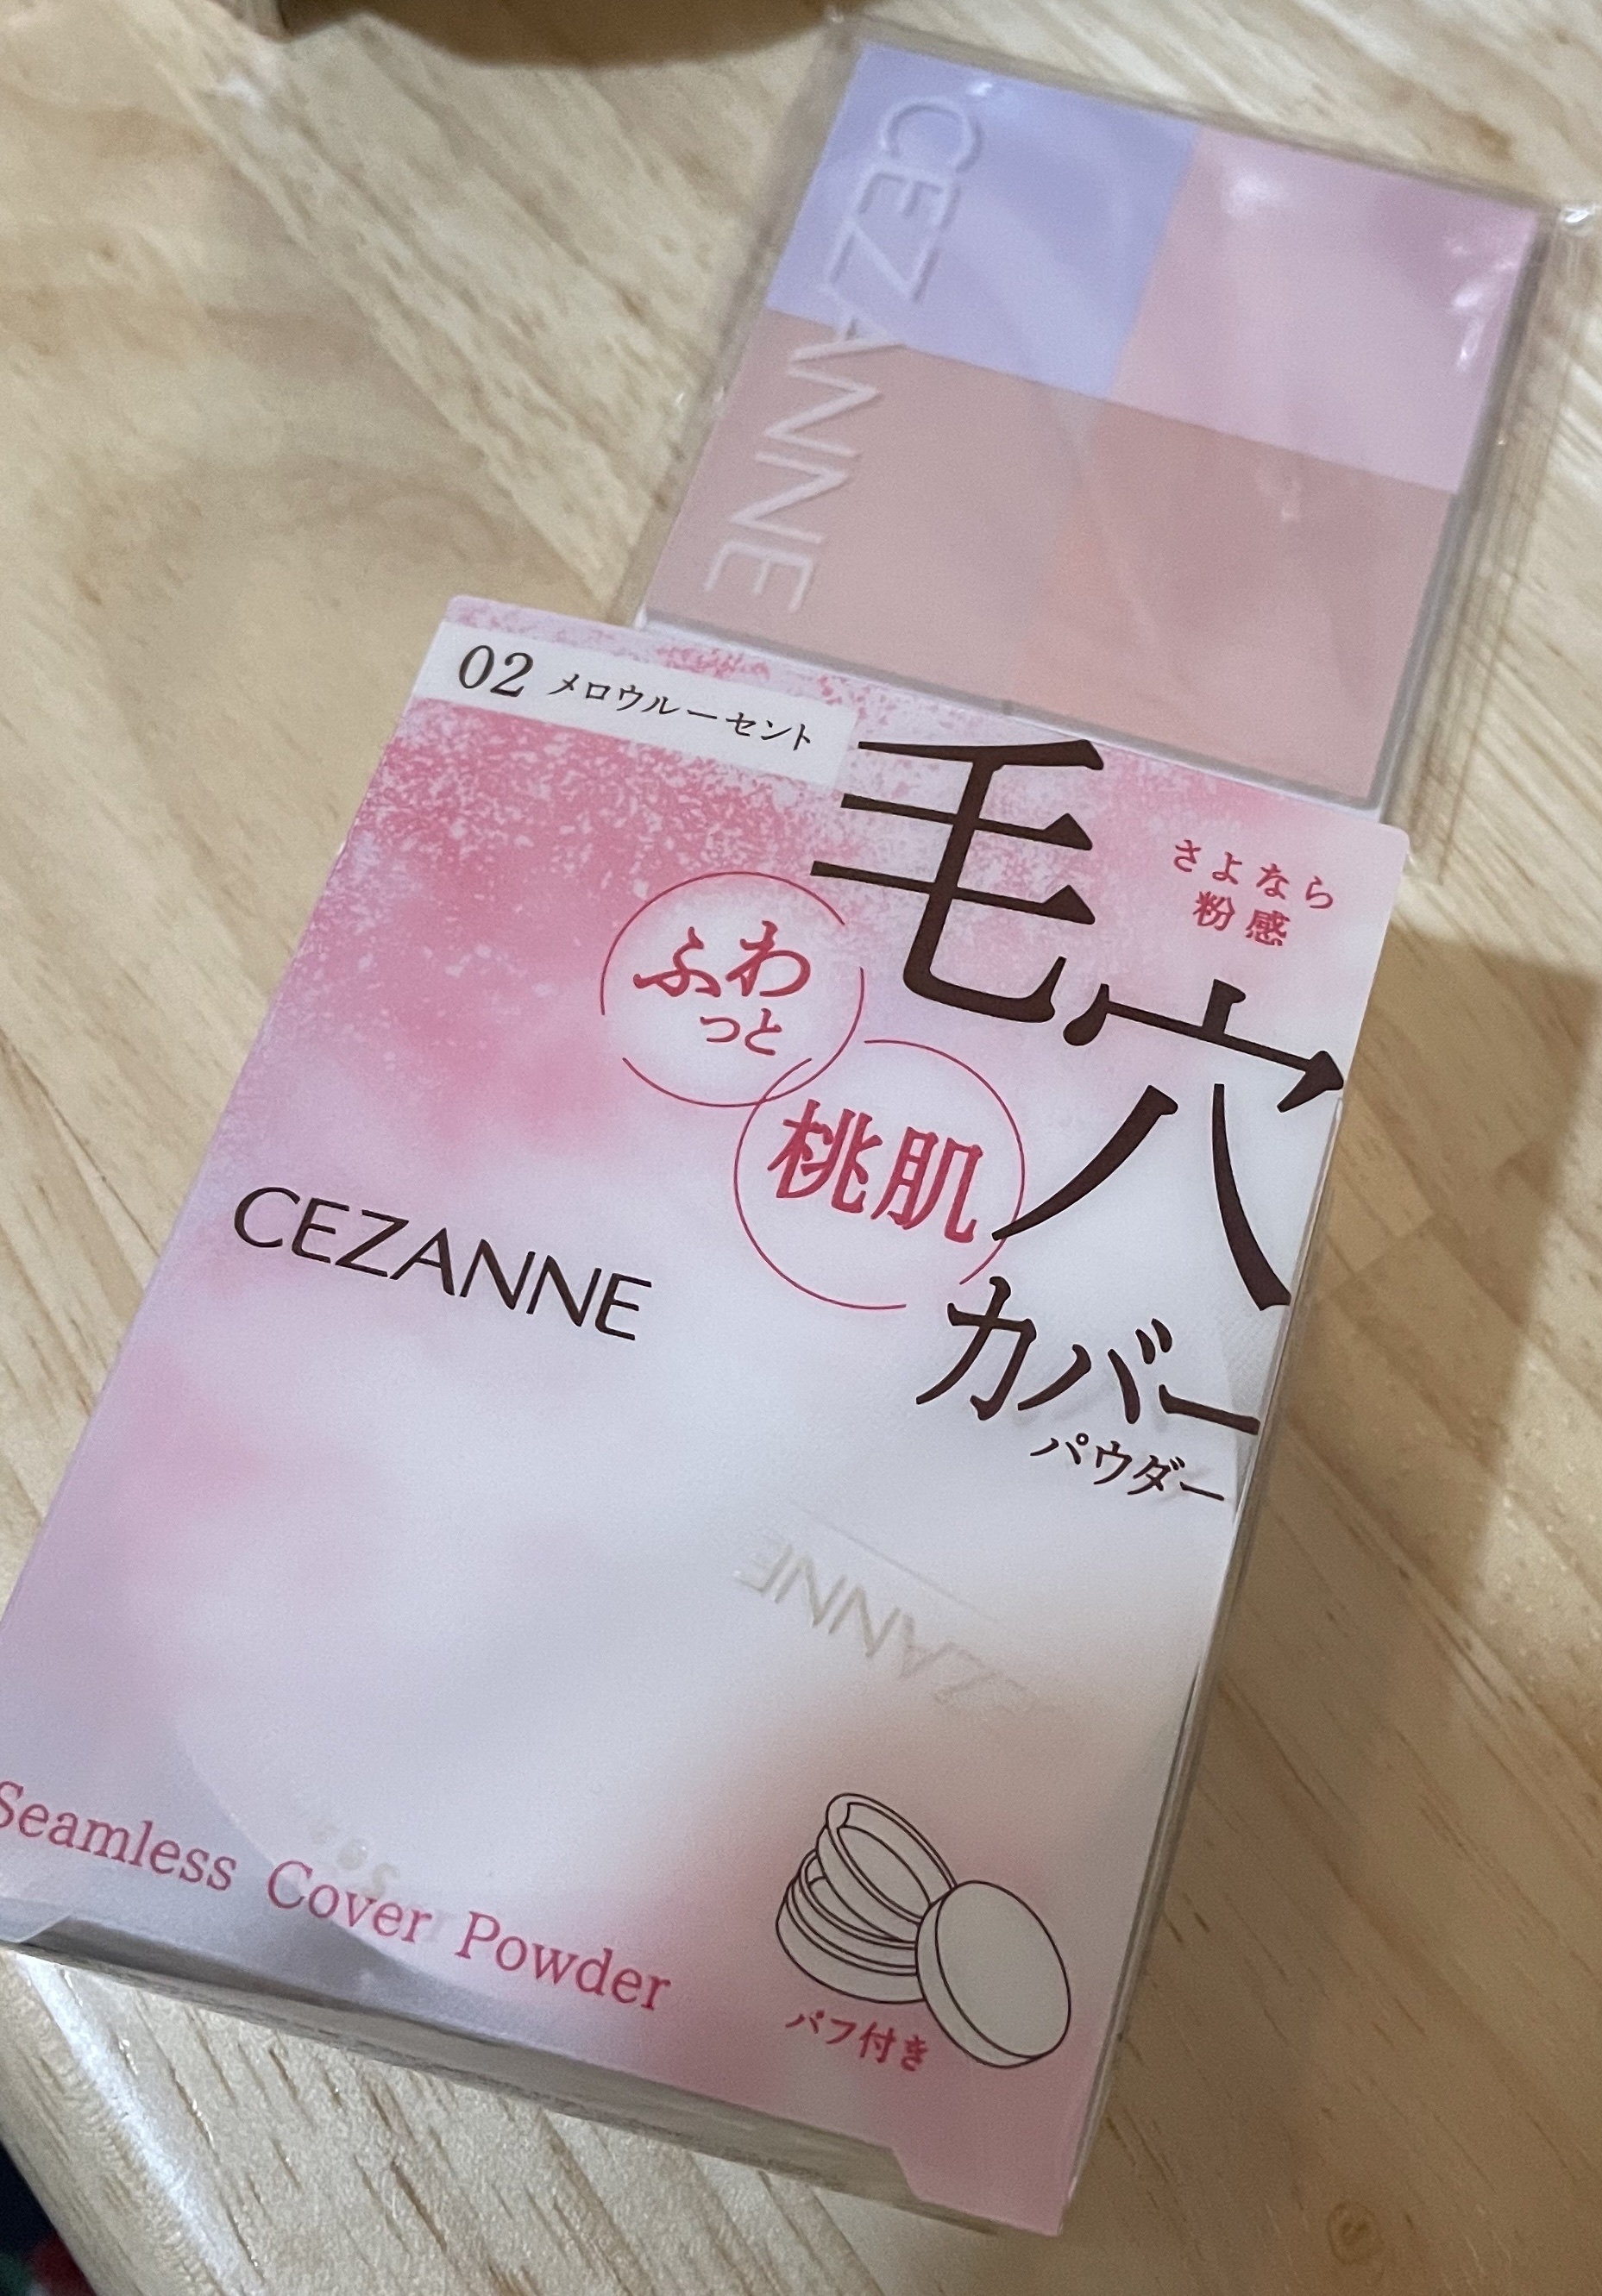 CEZANNE
02 メロウルーセント
さよなら
粉感
毛穴
カバー
パウダー
ふわ
っと
桃肌
CEZANNE
Seamless Cover Powder
パフ付き